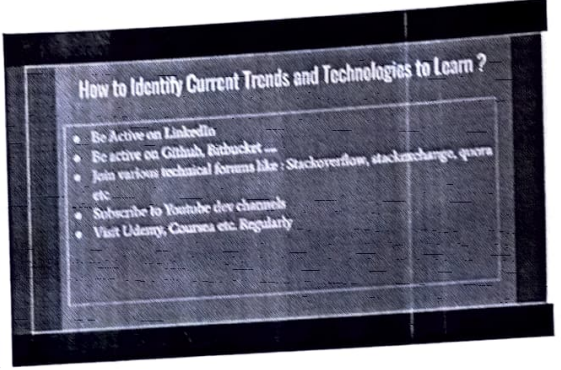 How to Identify Current Trends and Technologies to Learn ?
• Be Active on LinkedIn
• Be active on Github, Bitbucket ....
• Join various technical forums like : Stackoverflow, stackexchange, quora
etc
• Subscribe to Youtube dev channels
• Visit Udemy, Coursea etc. Regularly